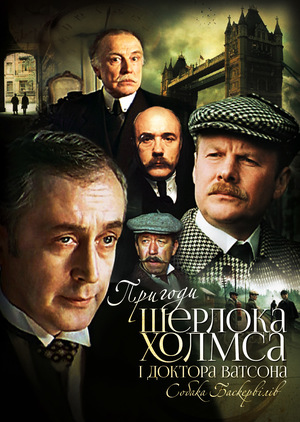 Пригоди
ШЕРЛОКА
ХОЛМСА
І ДОКТОРА ВАТСОНА
Собака Баскервілів